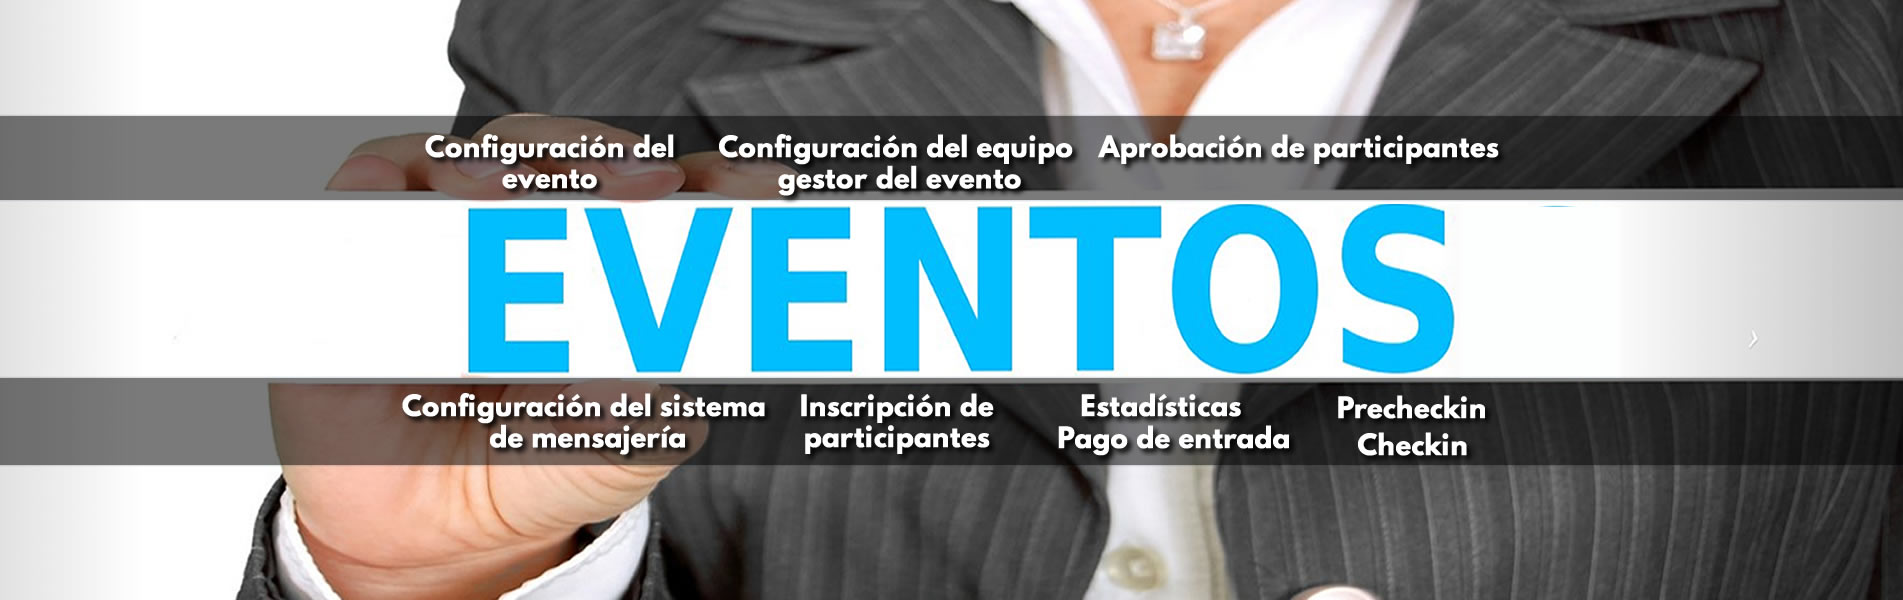 Configuración del
evento
Configuración del equipo
gestor del evento
Aprobación de participantes
EVENTOS
Configuración del sistema
de mensajería
Inscripción de
participantes
Estadísticas
Pago de entrada
Precheckin
Checkin